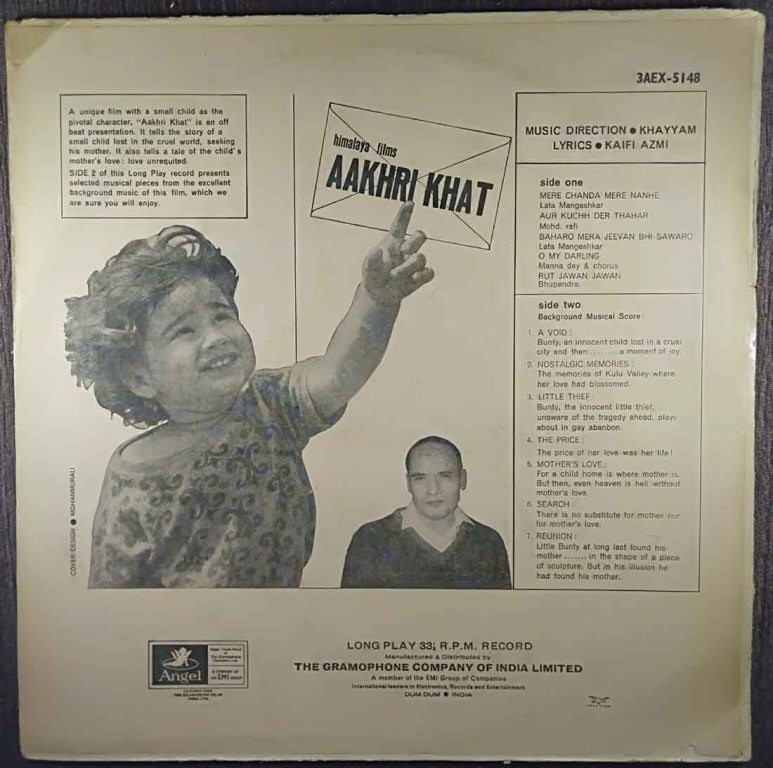 3AEX-5148
A unique film with a small child as the
pivotal character, "Aakhri Khat" is an off
beat presentation. It tells the story of a
small child lost in the cruel world, seeking
his mother. It also tells a tale of the child's
mother's love: love unrequited.
SIDE 2 of this Long Play record presents
selected musical pieces from the excellent
background music of this film, which we
are sure you will enjoy.
himalaya films
AAKHRI KHAT
MUSIC DIRECTION ● KHAYYAM
LYRICS ● KAIFI AZMI
side one
MERE CHANDA MERE NANHE
Lata Mangeshkar
AUR KUCHH DER THAHAR
Mohd. rafi
BAHARO MERA JEEVAN BHI SAWARO
Lata Mangeshkar
O MY DARLING
Manna dey & chorus
RUT JAWAN JAWAN
Bhupendra
side two
Background Musical Score:
1. A VOID:
Bunty, an innocent child lost in a cruel
city and then........a moment of joy
2. NOSTALGIC MEMORIES:
The memories of Kulu Valley where
her love had blossomed.
3. LITTLE THIEF:
Bunty, the innocent little thief,
unaware of the tragedy ahead, plays
about in gay abanbon.
4. THE PRICE:
The price of her love was her life!
5. MOTHER'S LOVE:
For a child home is where mother is.
But then, even heaven is hell without
mother's love.
6. SEARCH:
There is no substitute for mother nor
for mother's love.
7. REUNION:
Little Bunty at long last found his
mother.......in the shape of a piece
of sculpture. But in his illusion he
had found his mother.
COVER DESIGN ● MOHANMURALI
Angel
LONG PLAY 33⅓ R.P.M. RECORD
Manufactured & Distributed by
THE GRAMOPHONE COMPANY OF INDIA LIMITED
A member of the EMI Group of Companies
International leaders in Electronics, Records and Entertainment
DUM DUM ● INDIA